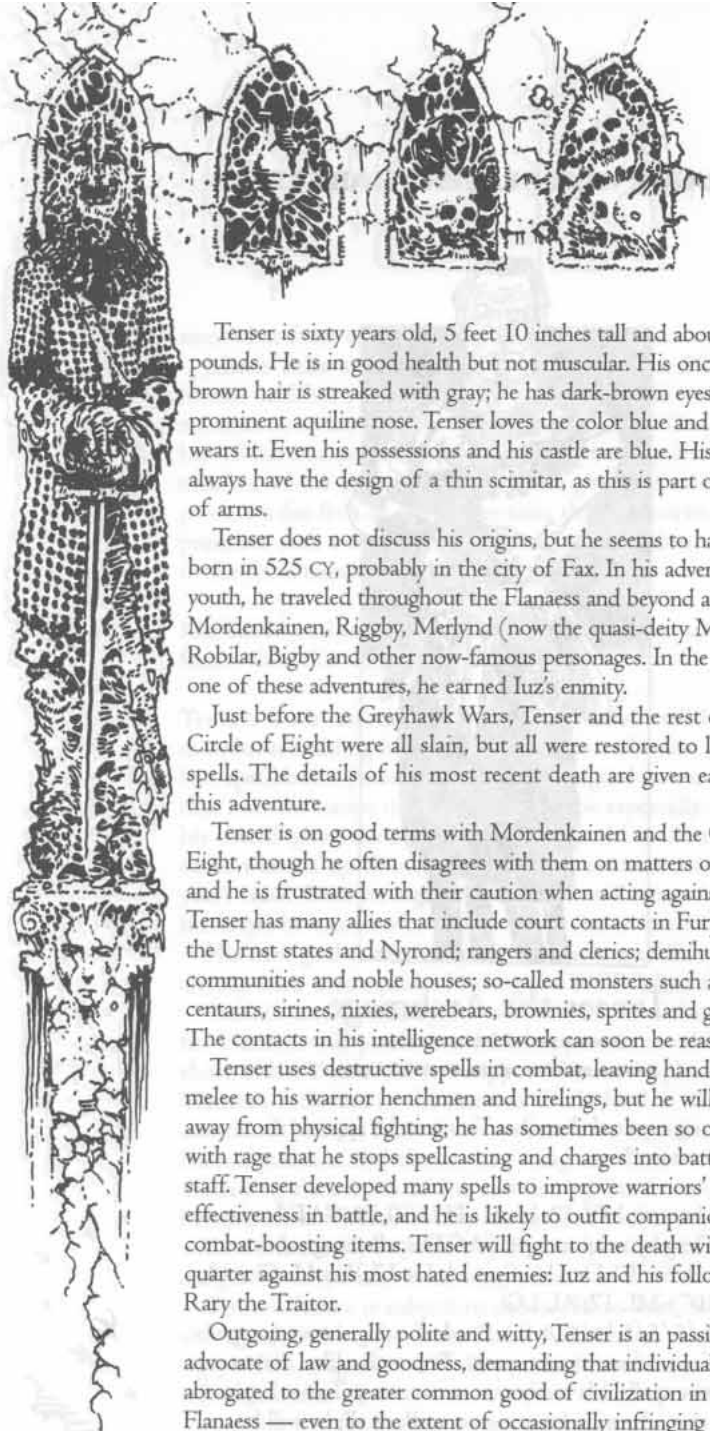 Tenser is sixty years old, 5 feet 10 inches tall and abou
pounds. He is in good health but not muscular. His onc
brown hair is streaked with gray; he has dark-brown eyes
prominent aquiline nose. Tenser loves the color blue and
wears it. Even his possessions and his castle are blue. His
always have the design of a thin scimitar, as this is part o
of arms.
Tenser does not discuss his origins, but he seems to ha
born in 525 CY, probably in the city of Fax. In his adven
youth, he traveled throughout the Flanaess and beyond a
Mordenkainen, Riggby, Merlynd (now the quasi-deity M
Robilar, Bigby and other now-famous personages. In the
one of these adventures, he earned Iuz's enmity.
Just before the Greyhawk Wars, Tenser and the rest o
Circle of Eight were all slain, but all were restored to l
spells. The details of his most recent death are given ea
this adventure.
Tenser is on good terms with Mordenkainen and the
Eight, though he often disagrees with them on matters o
and he is frustrated with their caution when acting agains
Tenser has many allies that include court contacts in Fur
the Urnst states and Nyrond; rangers and clerics; demihu
communities and noble houses; so-called monsters such a
centaurs, sirines, nixies, werebears, brownies, sprites and g
The contacts in his intelligence network can soon be reas
Tenser uses destructive spells in combat, leaving hand
melee to his warrior henchmen and hirelings, but he will
away from physical fighting; he has sometimes been so o
with rage that he stops spellcasting and charges into batt
staff. Tenser developed many spells to improve warriors'
effectiveness in battle, and he is likely to outfit companio
combat-boosting items. Tenser will fight to the death wi
quarter against his most hated enemies: Iuz and his follo
Rary the Traitor.
Outgoing, generally polite and witty, Tenser is an passi
advocate of law and goodness, demanding that individual
abrogated to the greater common good of civilization in
Flanaess — even to the extent of occasionally infringing